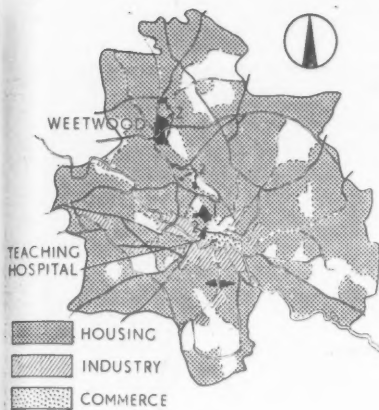 WEETWOOD
TEACHING
HOSPITAL
HOUSING
INDUSTRY
COMMERCE